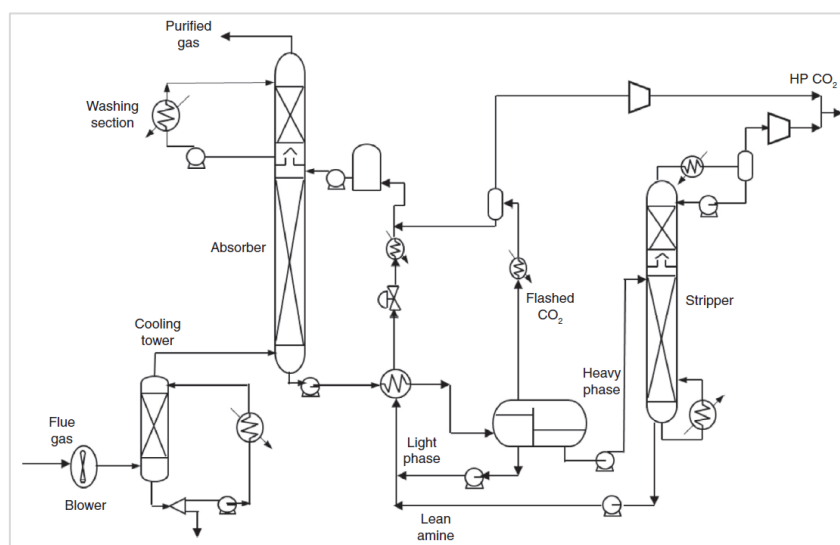 Purified
gas
HP CO₂
Washing
section
Absorber
Flashed
CO₂
Stripper
Cooling
tower
Heavy
phase
Flue
gas
Light
phase
Blower
Lean
amine